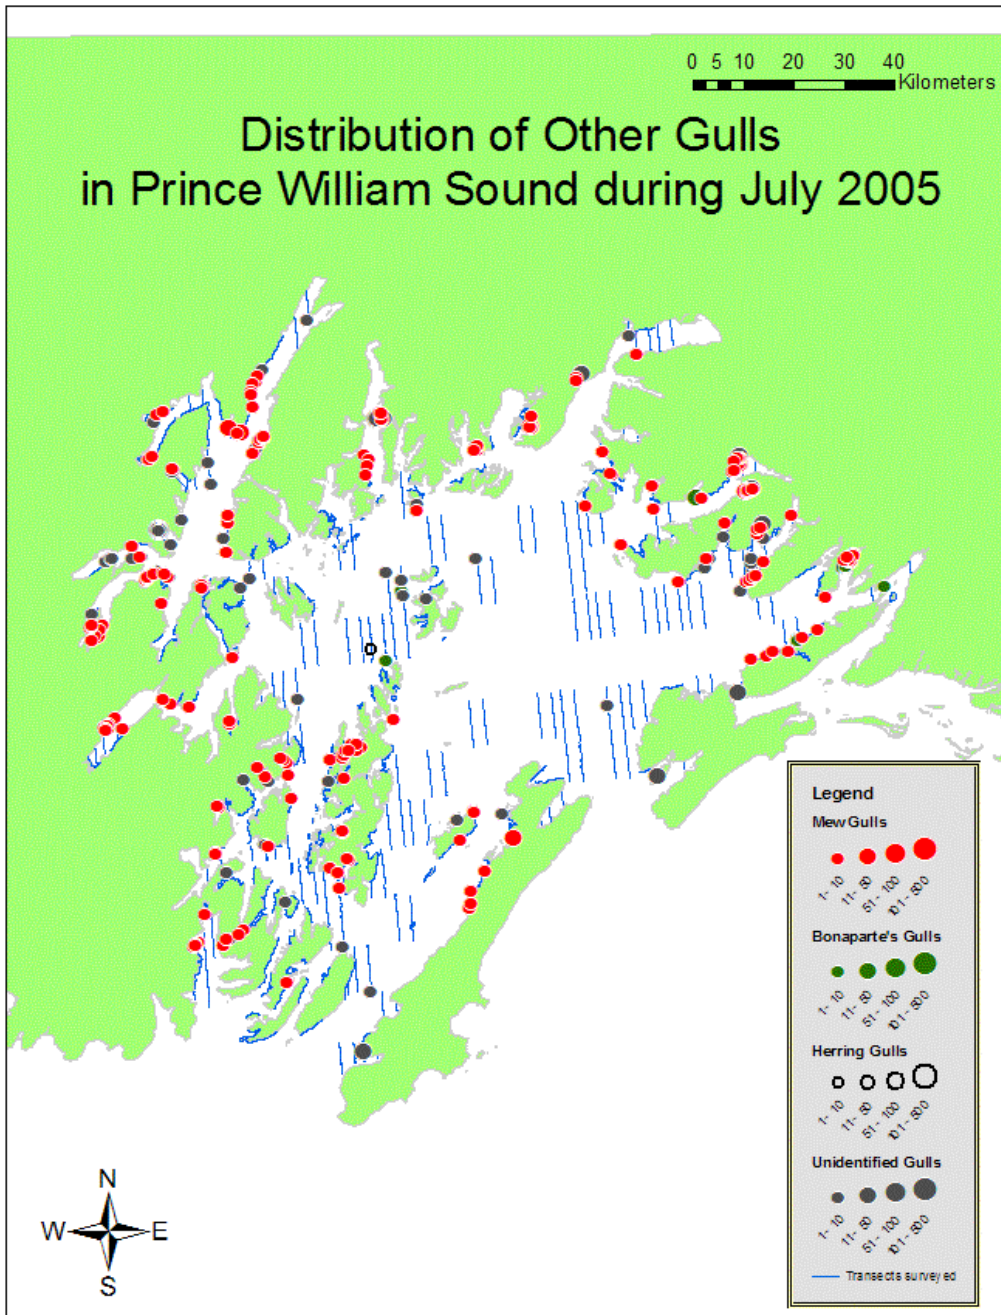 0 5 10 20 30 40
Kilometers
Distribution of Other Gulls
in Prince William Sound during July 2005
Legend
Mew Gulls
1- 10 11- 50 51- 100 101- 500
Bonaparte's Gulls
1- 10 11- 50 51- 100 101- 500
Herring Gulls
1- 10 11- 50 51- 100 101- 500
Unidentified Gulls
1- 10 11- 50 51- 100 101- 500
Transects surveyed
N
W E
S